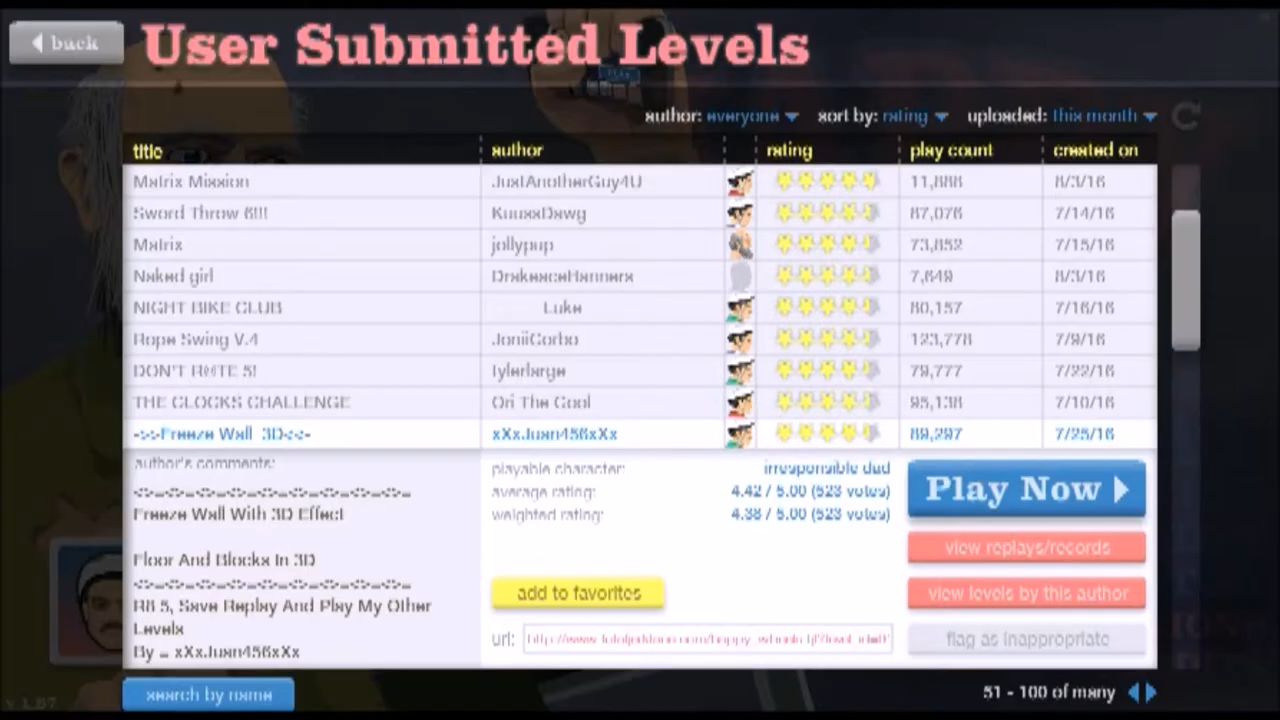 back
User Submitted Levels
author: everyone sort by: rating uploaded: this month
title author rating play count created on
Matrix Mission JustAnotherGuy4U 11,888 8/3/16
Sword Throw 6!!! KuussDawg 87,076 7/14/16
Matrix jollypup 73,852 7/15/16
Naked girl 7,649 8/3/16
NIGHT BIKE CLUB Luke 80,157 7/16/16
Rope Swing V.4 JoniiCorbo 123,778 7/9/16
DON'T 5! tylerlarge 79,777 7/22/16
THE CLOCKS CHALLENGE Ori The Cool 95,138 7/10/16
->>Freeze Wall 3D<<- xXxJuan456xXx 89,297 7/25/16
author's comments:
Freeze Wall With 3D Effect
Floor And Blocks In 3D
R8 5, Save Replay And Play My Other
Levels
By _ xXxJuan456xXx
playable character: irresponsible dad
average rating: 4.42 / 5.00 (523 votes)
weighted rating: 4.38 / 5.00 (523 votes)
add to favorites
url:
Play Now
view replays/records
view levels by this author
flag as inappropriate
search by name
51 - 100 of many